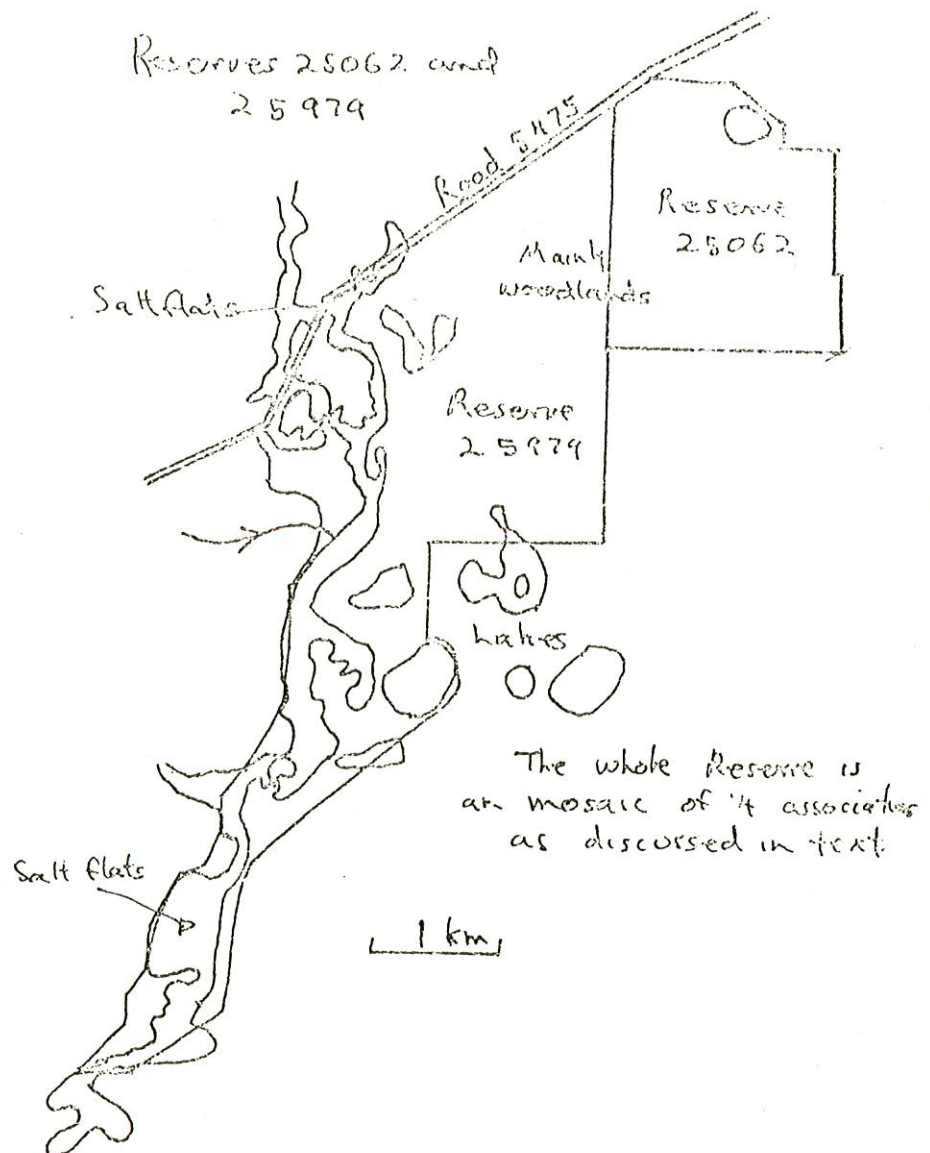 Reserves 25062 and
25979
Road 5475
Reserve
25062
Mainly
woodlands
Salt flats
Reserve
25979
Lakes
The whole Reserve is
an mosaic of 4 associations
as discussed in text
Salt flats
1 km